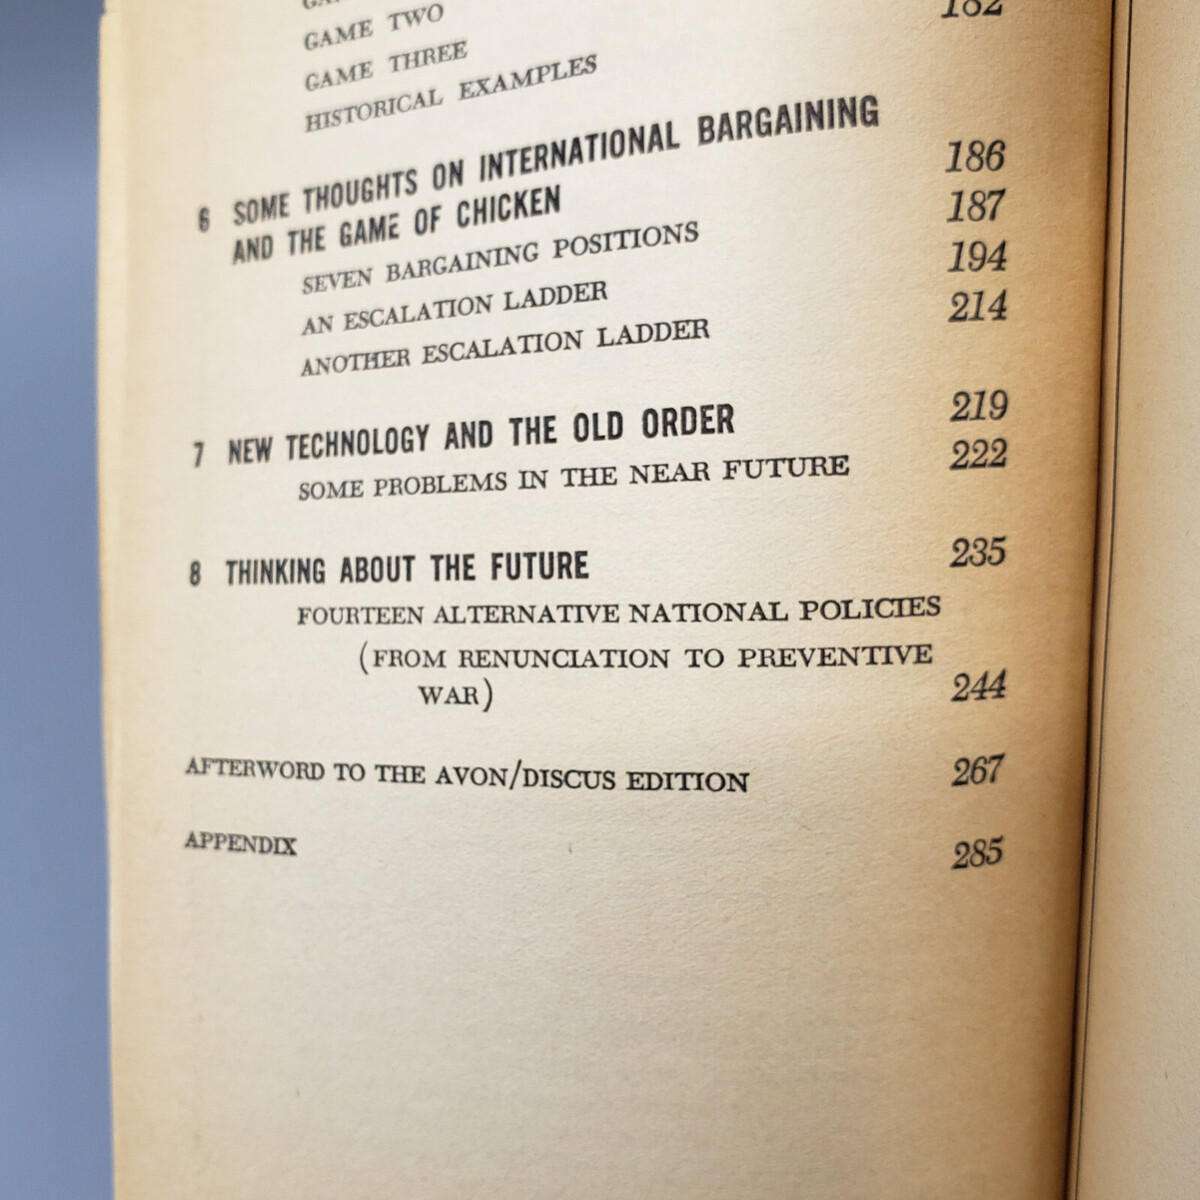 GAME TWO
182
GAME THREE
HISTORICAL EXAMPLES
6 SOME THOUGHTS ON INTERNATIONAL BARGAINING
AND THE GAME OF CHICKEN 186
SEVEN BARGAINING POSITIONS 187
AN ESCALATION LADDER 194
ANOTHER ESCALATION LADDER 214
7 NEW TECHNOLOGY AND THE OLD ORDER 219
SOME PROBLEMS IN THE NEAR FUTURE 222
8 THINKING ABOUT THE FUTURE 235
FOURTEEN ALTERNATIVE NATIONAL POLICIES
(FROM RENUNCIATION TO PREVENTIVE
WAR) 244
AFTERWORD TO THE AVON/DISCUS EDITION 267
APPENDIX 285